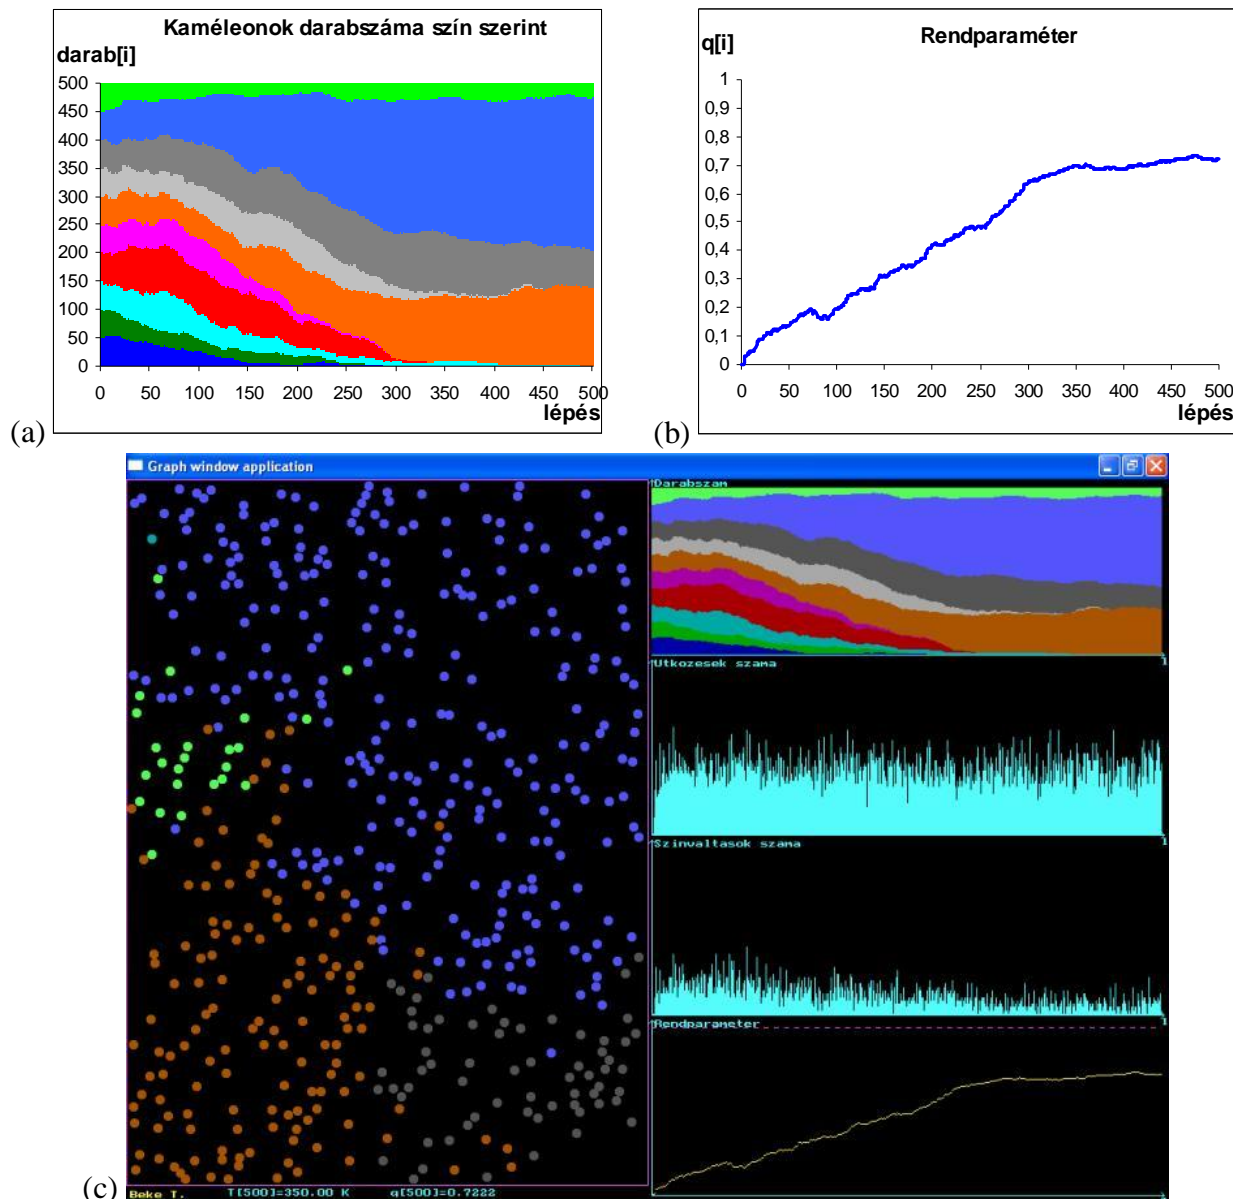 Kaméleonok darabszáma szín szerint
darab[i]
500
450
400
350
300
250
200
150
100
50
0
0 50 100 150 200 250 300 350 400 450 500
lépés
(a)
Rendparaméter
q[i]
1
0,9
0,8
0,7
0,6
0,5
0,4
0,3
0,2
0,1
0
0 50 100 150 200 250 300 350 400 450 500
lépés
(b)
Graph window application
Darabszam
Utkozesek szama
1
Szinvaltasok szama
1
Rendparameter
1
1
Beke T. T[500]=350.00 K q[500]=0.7222
(c)